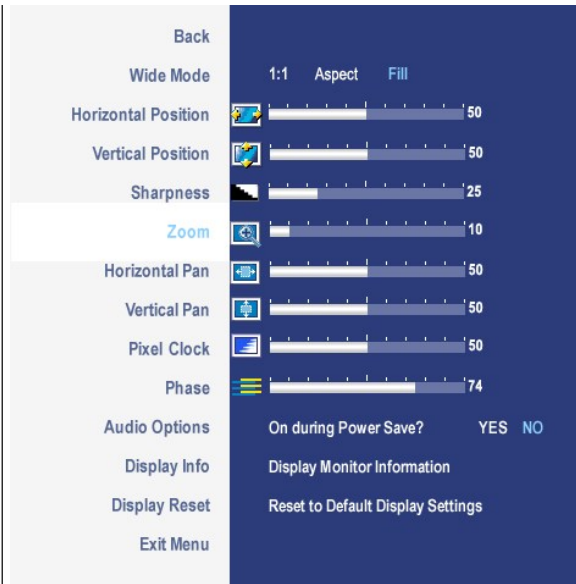 Back
Wide Mode 1:1 Aspect Fill
Horizontal Position 50
Vertical Position 50
Sharpness 25
Zoom 10
Horizontal Pan 50
Vertical Pan 50
Pixel Clock 50
Phase 74
Audio Options On during Power Save? YES NO
Display Info Display Monitor Information
Display Reset Reset to Default Display Settings
Exit Menu